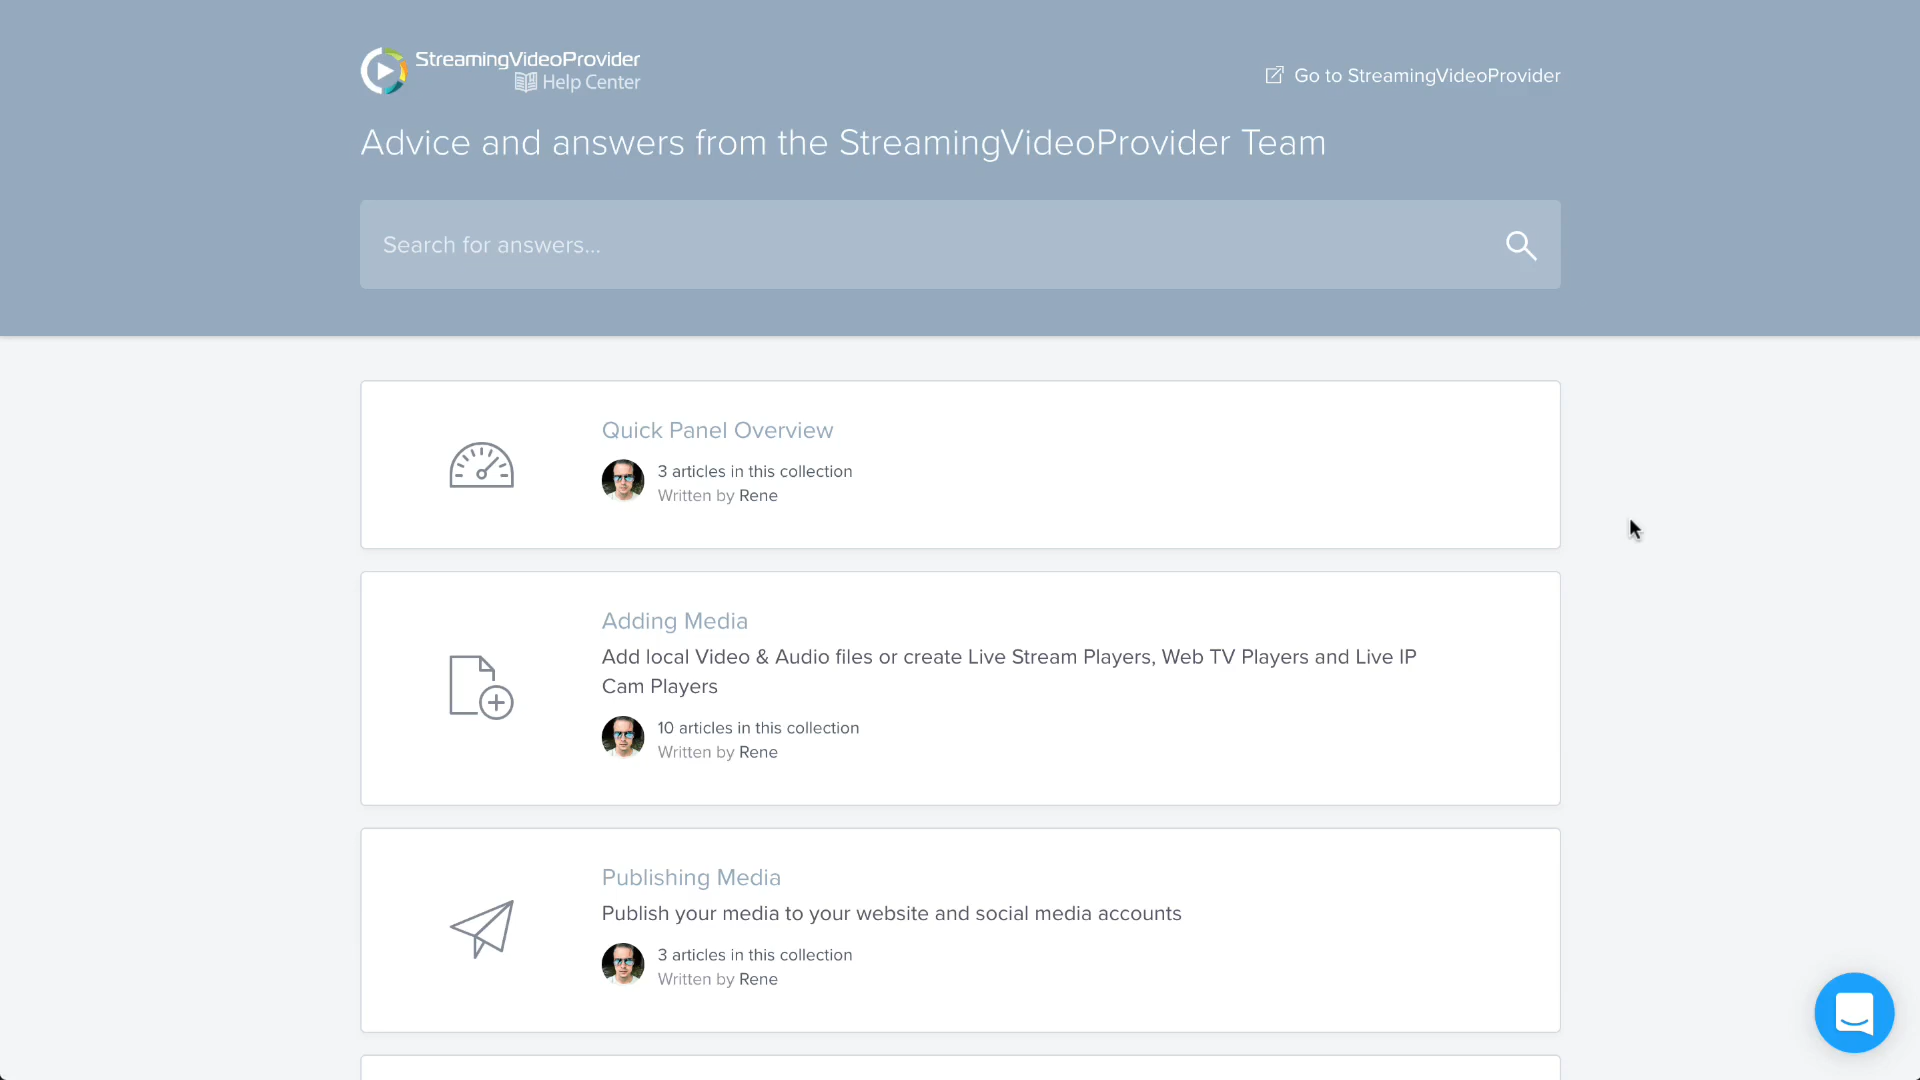 StreamingVideoProvider
Help Center
Go to StreamingVideoProvider
Advice and answers from the StreamingVideoProvider Team
Search for answers...
Quick Panel Overview
3 articles in this collection
Written by Rene
Adding Media
Add local Video & Audio files or create Live Stream Players, Web TV Players and Live IP
Cam Players
10 articles in this collection
Written by Rene
Publishing Media
Publish your media to your website and social media accounts
3 articles in this collection
Written by Rene